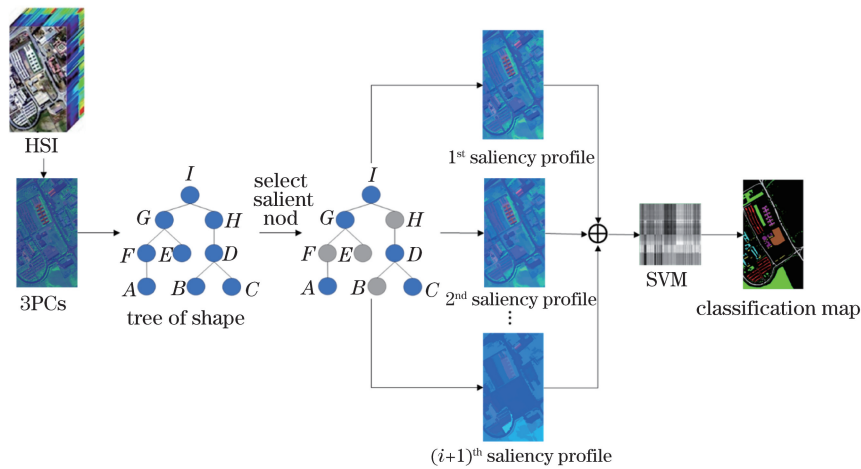 HSI
3PCs
I
G
H
F
E
D
A
B
C
tree of shape
select
salient
nod
I
G
H
F
E
D
A
B
C
1st saliency profile
2nd saliency profile
⋮
(i+1)th saliency profile
SVM
classification map